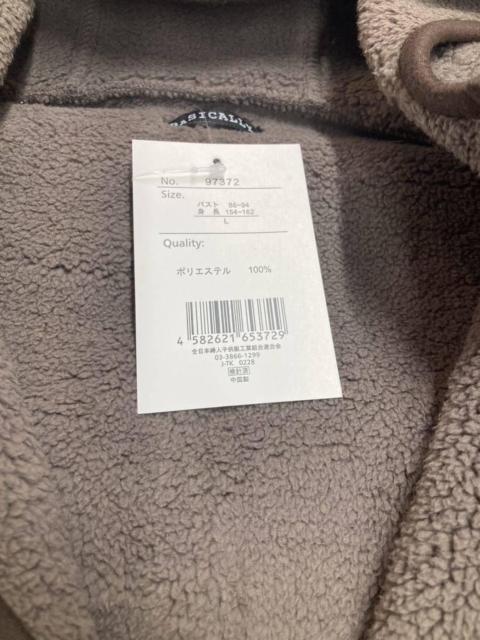 BASICALLY
No. 97372
Size.
バスト 86~94
身長 154~162
L
Quality:
ポリエステル 100%
4 582621 653729
全日本婦人子供服工業組合連合会
03-3866-1299
J-TK 0228
検針済
中国製